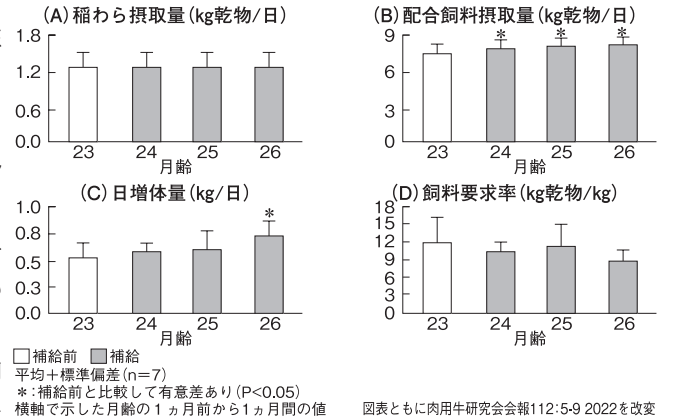 (A)稲わら摂取量(kg乾物/日)
1.8
1.2
0.6
0.0
23 24 25 26
月齢
(B)配合飼料摂取量(kg乾物/日)
9
6
3
0
* * *
23 24 25 26
月齢
(C)日増体量(kg/日)
1.0
0.8
0.5
0.3
0.0
*
23 24 25 26
月齢
(D)飼料要求率(kg乾物/kg)
18
15
12
9
6
3
0
23 24 25 26
月齢
補給前 補給
平均+標準偏差(n=7)
*:補給前と比較して有意差あり(P<0.05)
横軸で示した月齢の1ヵ月前から1ヵ月間の値
図表ともに肉用牛研究会会報112:5-9 2022を改変